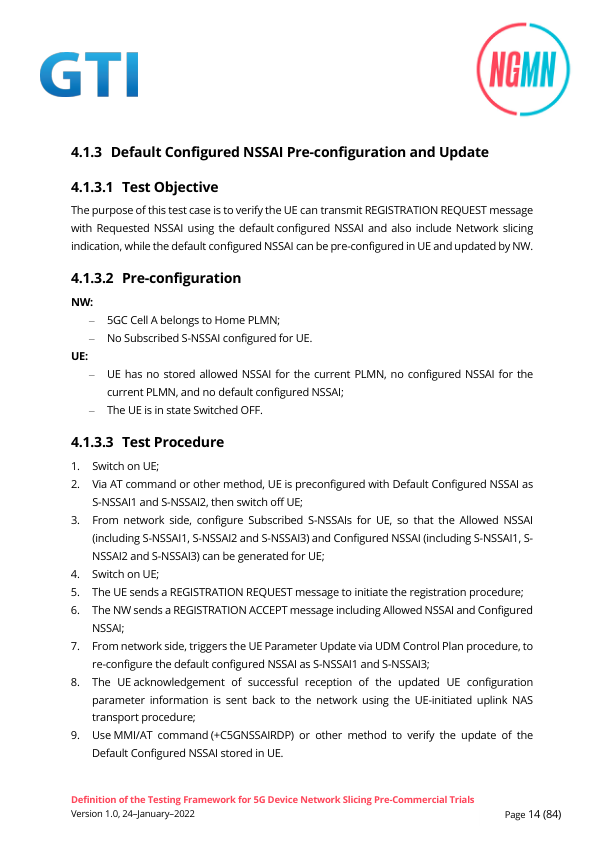 GTI
NGMN
4.1.3 Default Configured NSSAI Pre-configuration and Update
4.1.3.1 Test Objective
The purpose of this test case is to verify the UE can transmit REGISTRATION REQUEST message
with Requested NSSAI using the default configured NSSAI and also include Network slicing
indication, while the default configured NSSAI can be pre-configured in UE and updated by NW.
4.1.3.2 Pre-configuration
NW:
– 5GC Cell A belongs to Home PLMN;
– No Subscribed S-NSSAI configured for UE.
UE:
– UE has no stored allowed NSSAI for the current PLMN, no configured NSSAI for the
current PLMN, and no default configured NSSAI;
– The UE is in state Switched OFF.
4.1.3.3 Test Procedure
1. Switch on UE;
2. Via AT command or other method, UE is preconfigured with Default Configured NSSAI as
S-NSSAI1 and S-NSSAI2, then switch off UE;
3. From network side, configure Subscribed S-NSSAIs for UE, so that the Allowed NSSAI
(including S-NSSAI1, S-NSSAI2 and S-NSSAI3) and Configured NSSAI (including S-NSSAI1, S-
NSSAI2 and S-NSSAI3) can be generated for UE;
4. Switch on UE;
5. The UE sends a REGISTRATION REQUEST message to initiate the registration procedure;
6. The NW sends a REGISTRATION ACCEPT message including Allowed NSSAI and Configured
NSSAI;
7. From network side, triggers the UE Parameter Update via UDM Control Plan procedure, to
re-configure the default configured NSSAI as S-NSSAI1 and S-NSSAI3;
8. The UE acknowledgement of successful reception of the updated UE configuration
parameter information is sent back to the network using the UE-initiated uplink NAS
transport procedure;
9. Use MMI/AT command (+C5GNSSAIRDP) or other method to verify the update of the
Default Configured NSSAI stored in UE.
Definition of the Testing Framework for 5G Device Network Slicing Pre-Commercial Trials
Version 1.0, 24–January–2022
Page 14 (84)